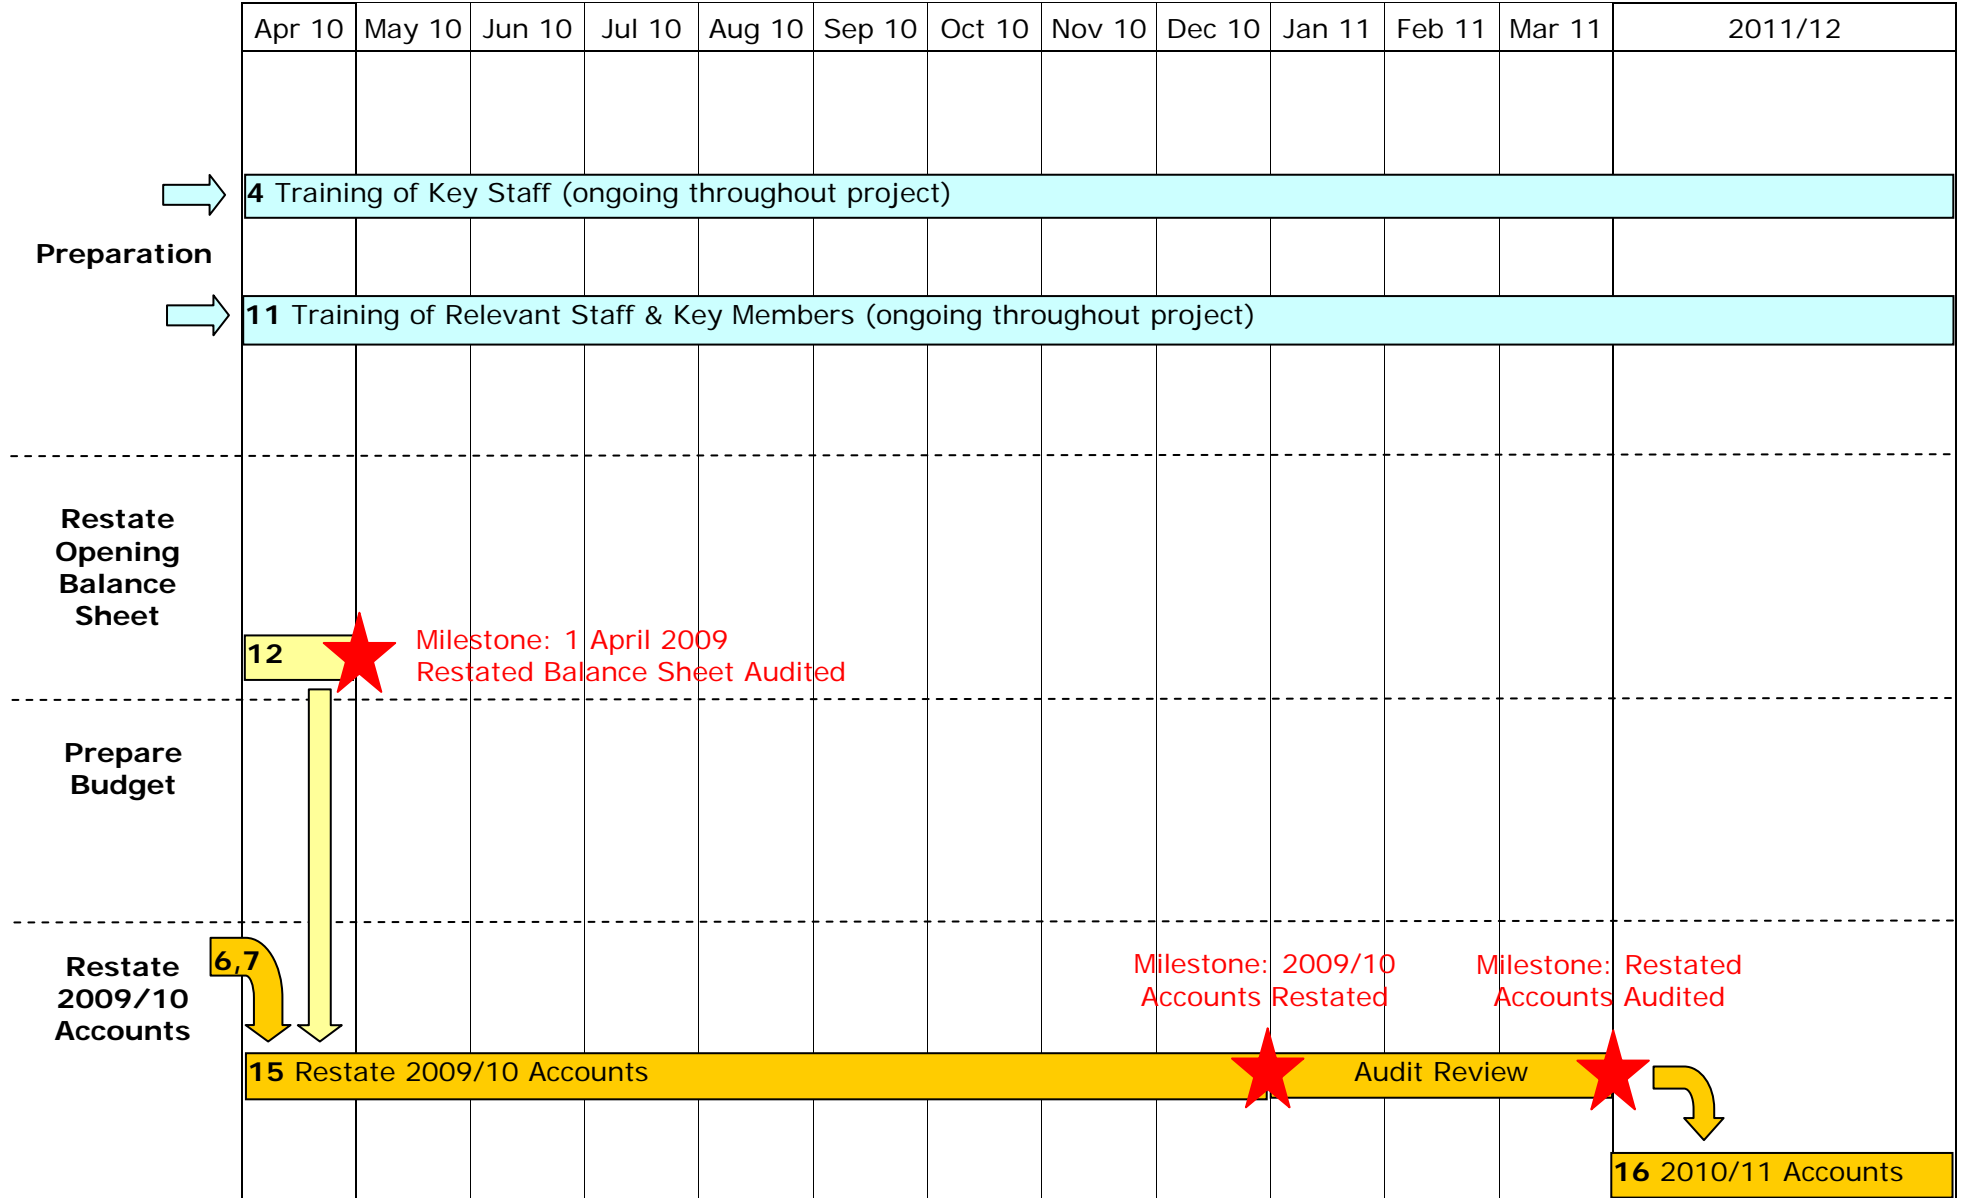 Apr 10 May 10 Jun 10 Jul 10 Aug 10 Sep 10 Oct 10 Nov 10 Dec 10 Jan 11 Feb 11 Mar 11 2011/12
4 Training of Key Staff (ongoing throughout project)
Preparation
11 Training of Relevant Staff & Key Members (ongoing throughout project)
Restate
Opening
Balance
Sheet
12
Milestone: 1 April 2009
Restated Balance Sheet Audited
Prepare
Budget
Restate
2009/10
Accounts
6,7
Milestone: 2009/10
Accounts Restated
Milestone: Restated
Accounts Audited
15 Restate 2009/10 Accounts
Audit Review
16 2010/11 Accounts